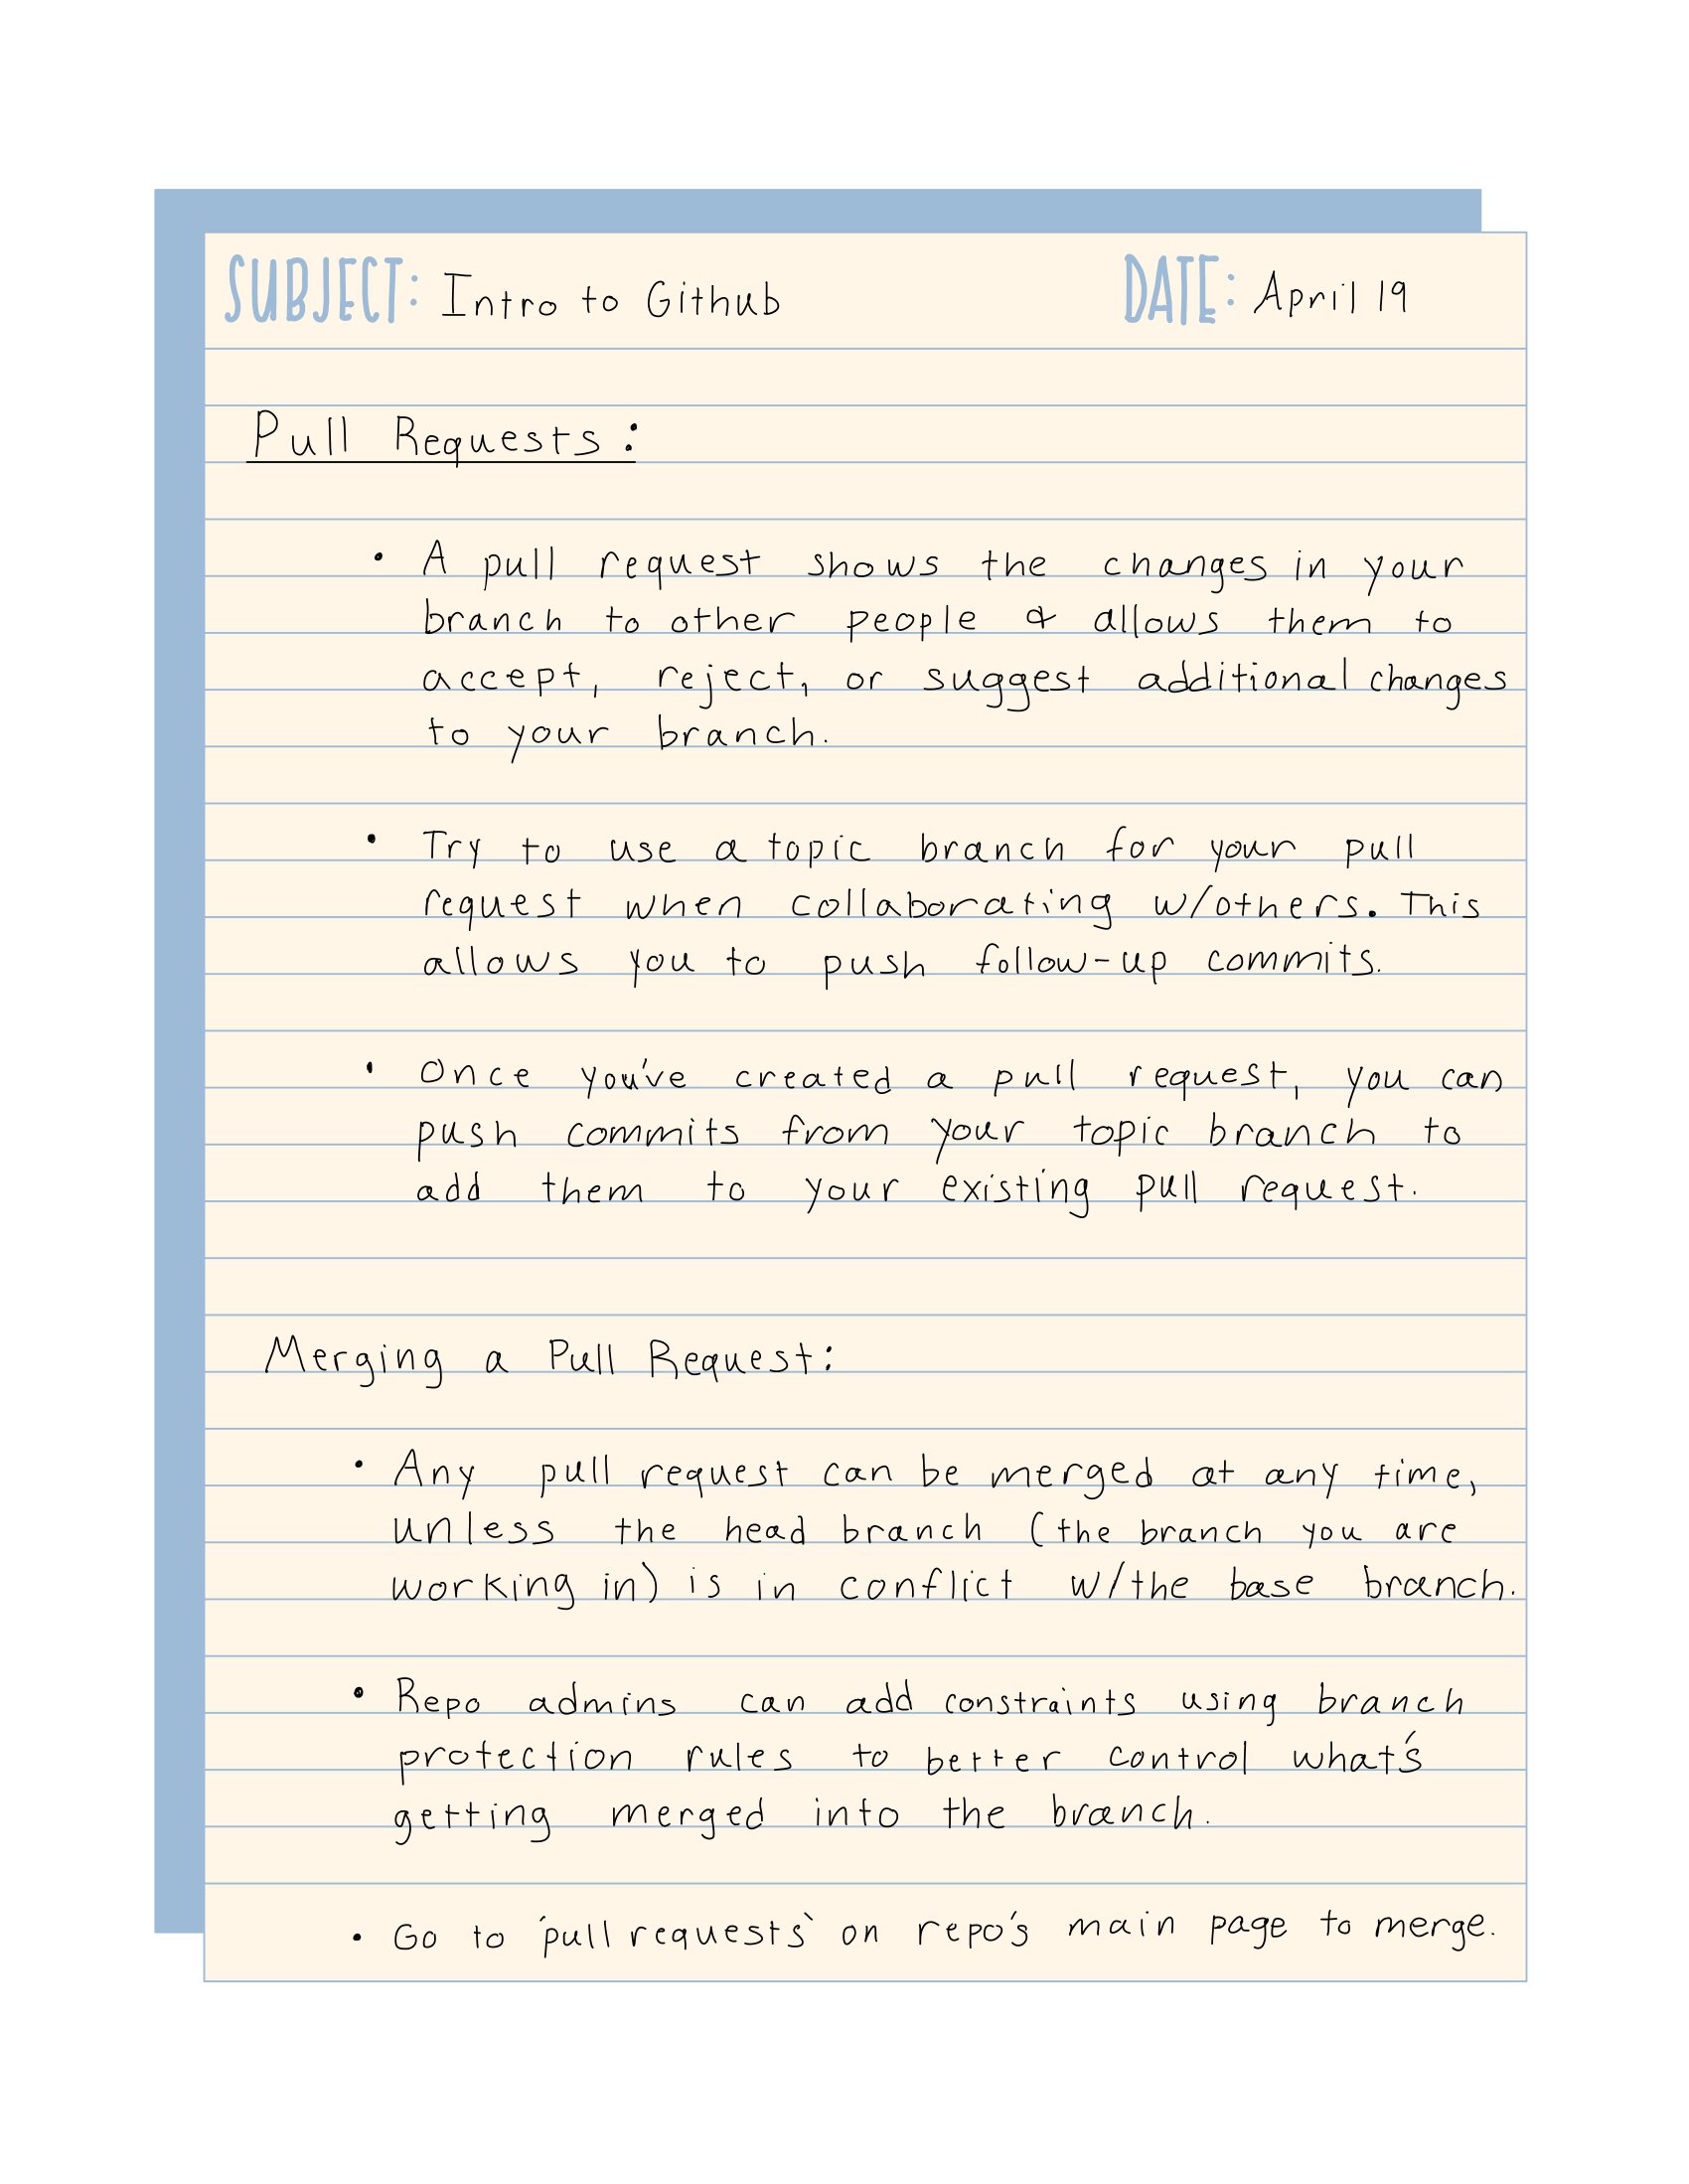 SUBJECT: Intro to Github DATE: April 19
Pull Requests:
• A pull request shows the changes in your
branch to other people & allows them to
accept, reject, or suggest additional changes
to your branch.
• Try to use a topic branch for your pull
request when collaborating w/others. This
allows you to push follow-up commits.
• Once you've created a pull request, you can
push commits from your topic branch to
add them to your existing pull request.
Merging a Pull Request:
• Any pull request can be merged at any time,
unless the head branch (the branch you are
working in) is in conflict w/the base branch.
• Repo admins can add constraints using branch
protection rules to better control what's
getting merged into the branch.
• Go to 'pull requests' on repo's main page to merge.